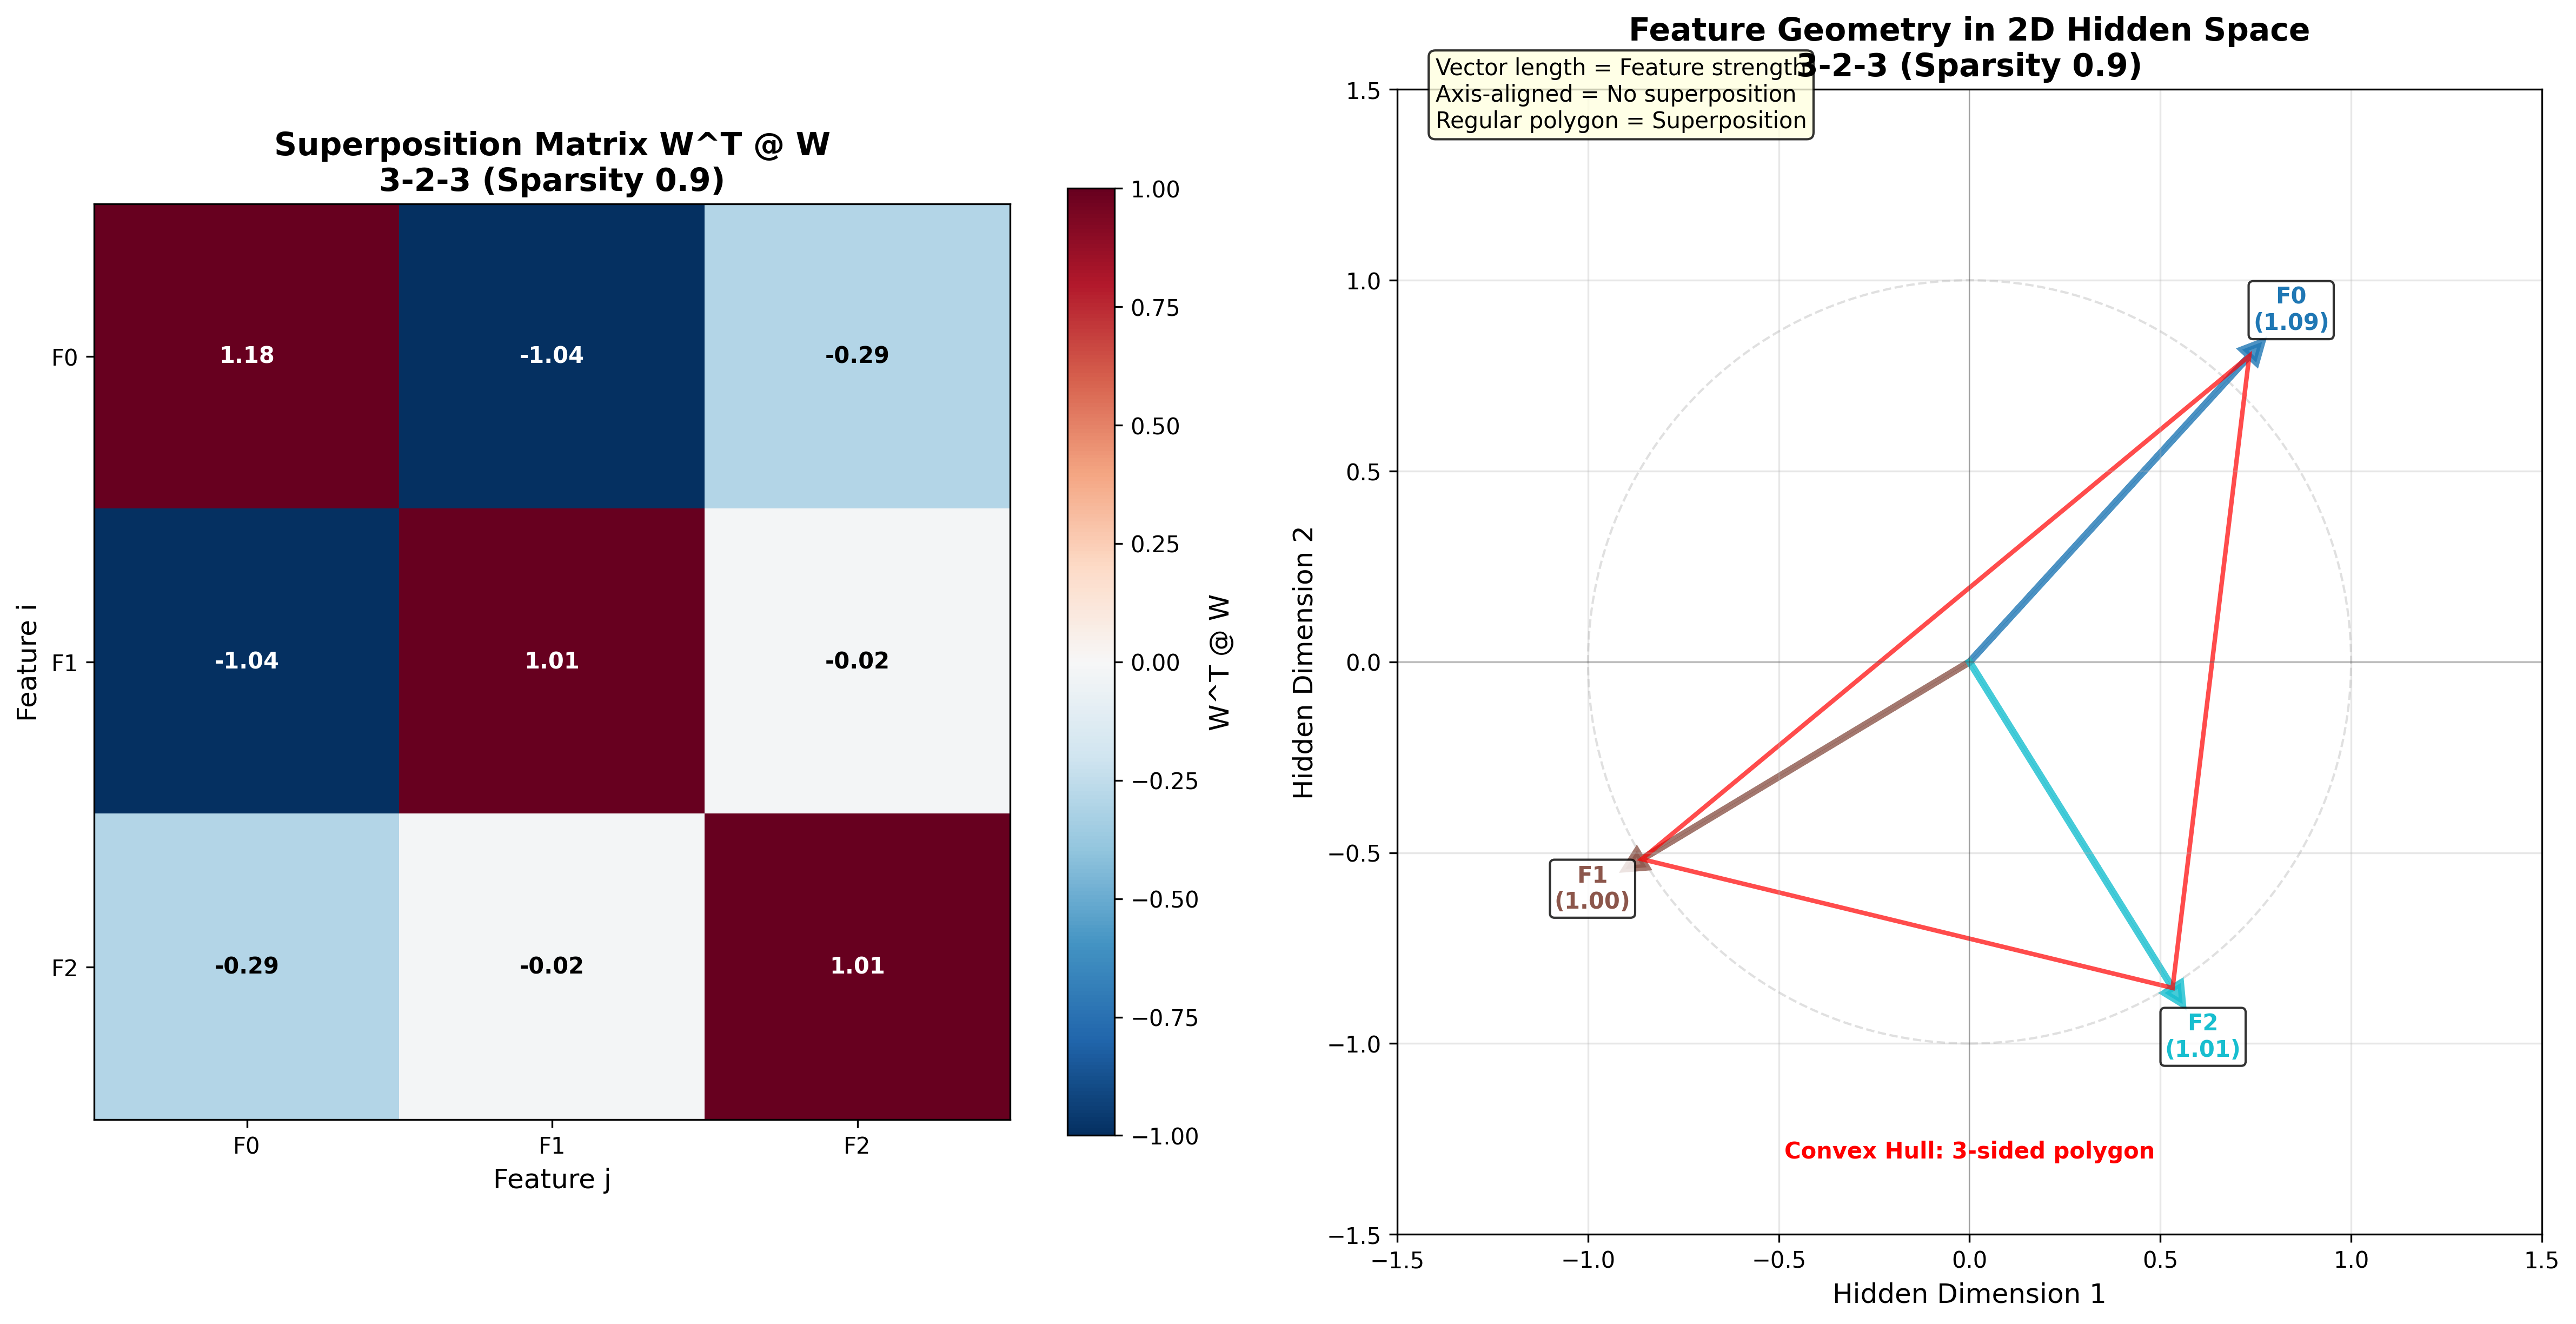 Superposition Matrix W^T @ W
3-2-3 (Sparsity 0.9)
Feature i
F0
F1
F2
1.18
-1.04
-0.29
-1.04
1.01
-0.02
-0.29
-0.02
1.01
F0
F1
F2
Feature j
1.00
0.75
0.50
0.25
0.00
−0.25
−0.50
−0.75
−1.00
W^T @ W
Feature Geometry in 2D Hidden Space
3-2-3 (Sparsity 0.9)
Vector length = Feature strength
Axis-aligned = No superposition
Regular polygon = Superposition
Hidden Dimension 2
1.5
1.0
0.5
0.0
−0.5
−1.0
−1.5
F0
(1.09)
F1
(1.00)
F2
(1.01)
Convex Hull: 3-sided polygon
−1.5
−1.0
−0.5
0.0
0.5
1.0
1.5
Hidden Dimension 1